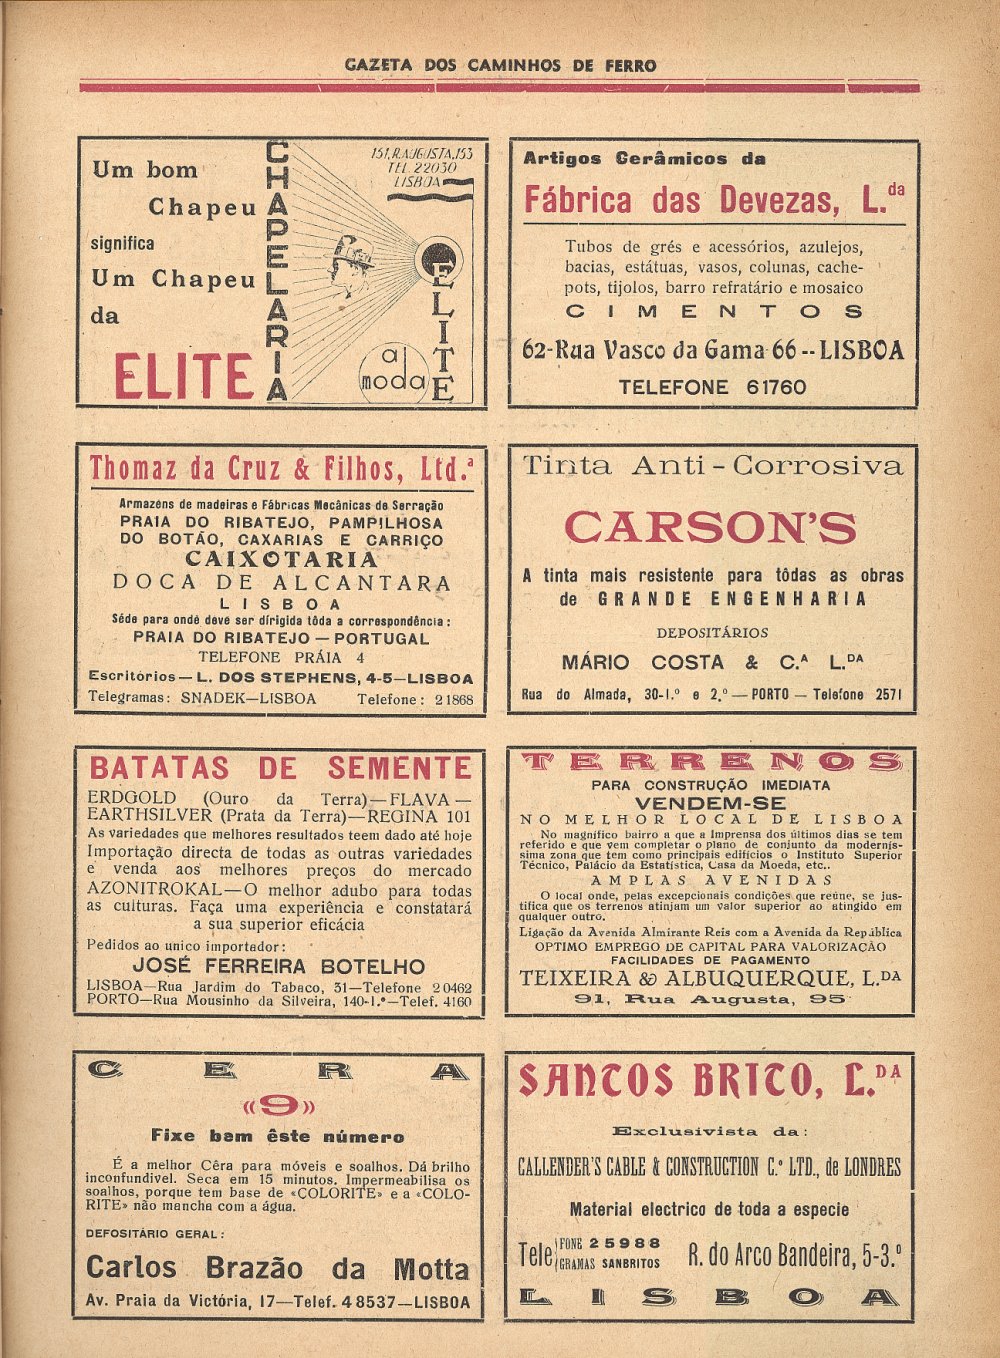 GAZETA DOS CAMINHOS DE FERRO
Um bom
Chapeu
significa
Um Chapeu
da
ELITE
CHAPELARIA
151, R. AUGUSTA, 153
TEL. 22030
LISBOA
ELITE
a
moda
Artigos Cerâmicos da
Fábrica das Devezas, L.da
Tubos de grés e acessórios, azulejos,
bacias, estátuas, vasos, colunas, cache-
pots, tijolos, barro refratário e mosaico
CIMENTOS
62-Rua Vasco da Gama 66--LISBOA
TELEFONE 61760
Thomaz da Cruz & Filhos, Ltd.ª
Armazens de madeiras e Fábricas Mecânicas de Serração
PRAIA DO RIBATEJO, PAMPILHOSA
DO BOTÃO, CAXARIAS E CARRIÇO
CAIXOTARIA
DOCA DE ALCANTARA
LISBOA
Séde para onde deve ser dírigida tôda a correspondência:
PRAIA DO RIBATEJO — PORTUGAL
TELEFONE PRÁIA 4
Escritórios — L. DOS STEPHENS, 4-5—LISBOA
Telegramas: SNADEK—LISBOA Telefone: 21868
Tinta Anti-Corrosiva
CARSON'S
A tinta mais resistente para tôdas as obras
de GRANDE ENGENHARIA
DEPOSITÁRIOS
MÁRIO COSTA & C.A L.DA
Rua do Almada, 30-1.º e 2.º — PORTO — Telefone 2571
BATATAS DE SEMENTE
ERDGOLD (Ouro da Terra)—FLAVA—
EARTHSILVER (Prata da Terra)—REGINA 101
As variedades que melhores resultados teem dado até hoje
Importação directa de todas as outras variedades
e venda aos melhores preços do mercado
AZONITROKAL—O melhor adubo para todas
as culturas. Faça uma experiência e constatará
a sua superior eficácia
Pedidos ao unico importador:
JOSÉ FERREIRA BOTELHO
LISBOA—Rua Jardim do Tabaco, 31—Telefone 20462
PORTO—Rua Mousinho da Silveira, 140-1.º—Telef. 4160
TERRENOS
PARA CONSTRUÇÃO IMEDIATA
VENDEM-SE
NO MELHOR LOCAL DE LISBOA
No magnífico bairro a que a Imprensa dos últimos dias se tem
referido e que vem completar o plano de conjunto da moderniss-
sima zona que tem como principais edifícios o Instituto Superior
Técnico, Palácio da Estatística, Casa da Moeda, etc..
AMPLAS AVENIDAS
O local onde, pelas excepcionais condições que reúne, se jus-
tifica que os terrenos atinjam um valor superior ao atingido em
qualquer outro.
Ligação da Avenida Almirante Reis com a Avenida da República
OPTIMO EMPREGO DE CAPITAL PARA VALORIZAÇÃO
FACILIDADES DE PAGAMENTO
TEIXEIRA & ALBUQUERQUE, L.DA
91, Rua Augusta, 95
CERA
«9»
Fixe bem êste número
É a melhor Cêra para móveis e soalhos. Dá brilho
inconfundivel. Seca em 15 minutos. Impermeabilisa os
soalhos, porque tem base de «COLORITE» e a «COLO-
RITE» não mancha com a água.
DEFOSITÁRIO GERAL:
Carlos Brazão da Motta
Av. Praia da Victória, 17—Telef. 48537—LISBOA
SANTOS BRITO, L.DA
Exclusivista da:
CALLENDER'S CABLE & CONSTRUCTION C.º LTD., de LONDRES
Material electrico de toda a especie
Tele FONE 25988 R. do Arco Bandeira, 5-3.º
GRAMAS SANBRITOS
LISBOA